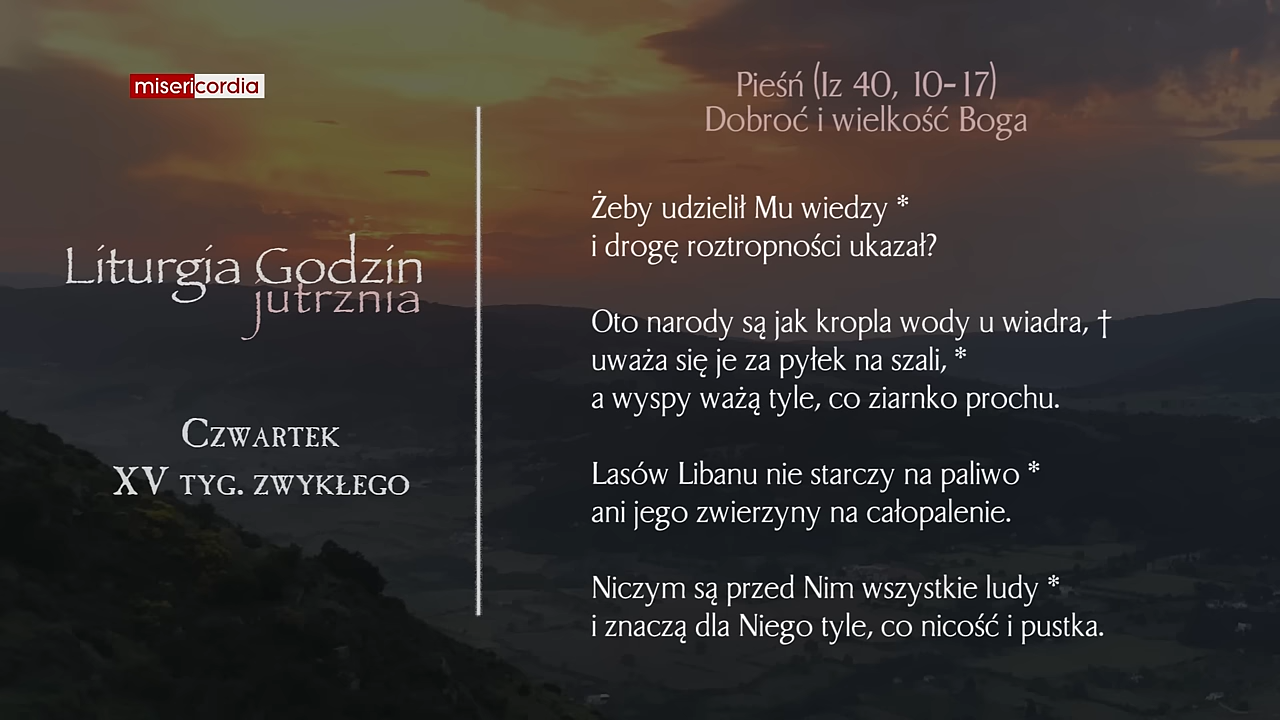 misericordia
Liturgia Godzin
jutrznia
Czwartek
XV tyg. zwykłego
Pieśń (Iz 40, 10-17)
Dobroć i wielkość Boga
Żeby udzielił Mu wiedzy *
i drogę roztropności ukazał?
Oto narody są jak kropla wody u wiadra, †
uważa się je za pyłek na szali, *
a wyspy ważą tyle, co ziarnko prochu.
Lasów Libanu nie starczy na paliwo *
ani jego zwierzyny na całopalenie.
Niczym są przed Nim wszystkie ludy *
i znaczą dla Niego tyle, co nicość i pustka.